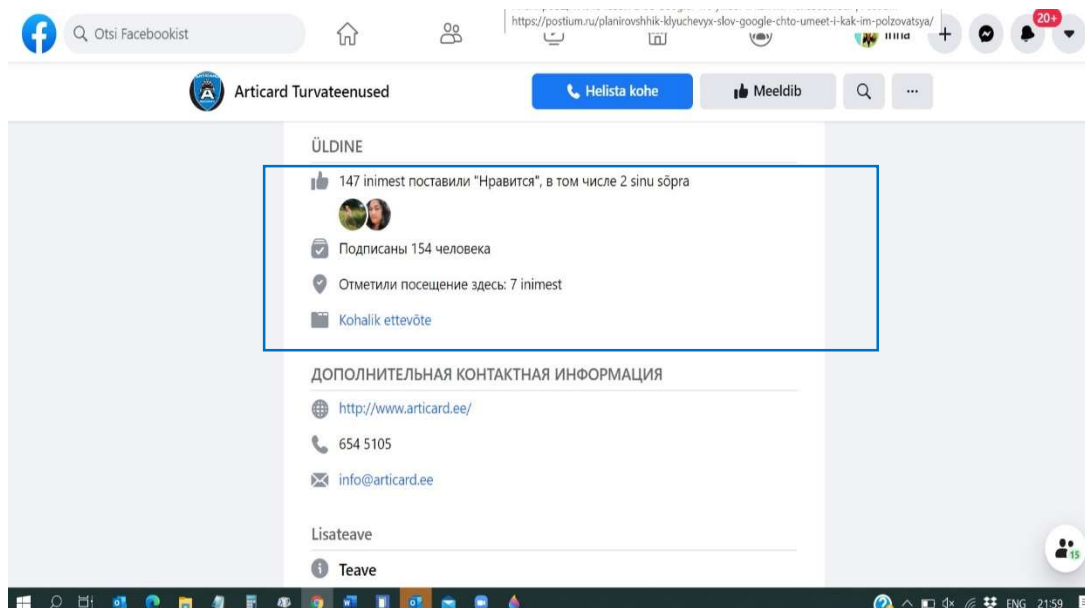 https://postium.ru/planirovshhik-klyuchevyx-slov-google-chto-umeet-i-kak-im-polzovatsya/
Otsi Facebookist
20+
Articard Turvateenused
Helista kohe
Meeldib
ÜLDINE
147 inimest поставили "Нравится", в том числе 2 sinu sõpra
Подписаны 154 человека
Отметили посещение здесь: 7 inimest
Kohalik ettevõte
ДОПОЛНИТЕЛЬНАЯ КОНТАКТНАЯ ИНФОРМАЦИЯ
http://www.articard.ee/
654 5105
info@articard.ee
Lisateave
Teave
15
ENG 21:59